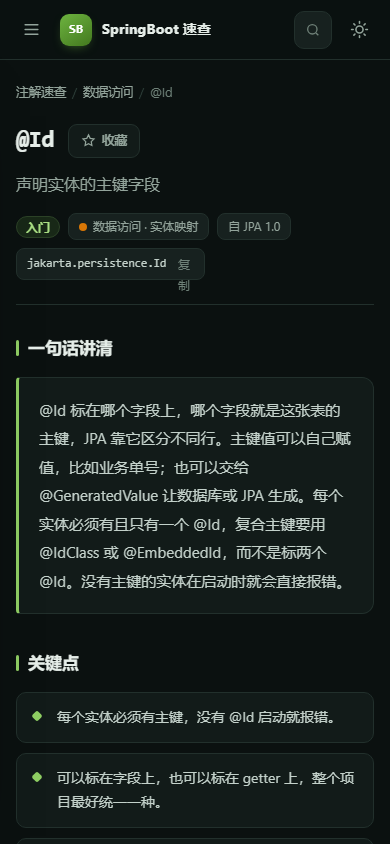 SB SpringBoot 速查
注解速查 / 数据访问 / @Id
@Id 收藏
声明实体的主键字段
入门 数据访问 · 实体映射 自 JPA 1.0
jakarta.persistence.Id 复制
一句话讲清
@Id 标在哪个字段上，哪个字段就是这张表的
主键，JPA 靠它区分不同行。主键值可以自己赋
值，比如业务单号；也可以交给
@GeneratedValue 让数据库或 JPA 生成。每个
实体必须有且只有一个 @Id，复合主键要用
@IdClass 或 @EmbeddedId，而不是标两个
@Id。没有主键的实体在启动时就会直接报错。
关键点
每个实体必须有主键，没有 @Id 启动就报错。
可以标在字段上，也可以标在 getter 上，整个项
目最好统一一种。